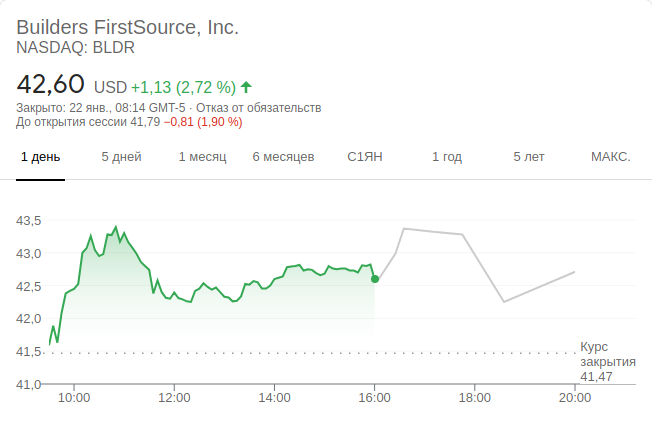 Builders FirstSource, Inc.
NASDAQ: BLDR
42,60 USD +1,13 (2,72 %)
Закрыто: 22 янв., 08:14 GMT-5 · Отказ от обязательств
До открытия сессии 41,79 −0,81 (1,90 %)
1 день 5 дней 1 месяц 6 месяцев С1ЯН 1 год 5 лет МАКС.
43,5
43,0
42,5
42,0
41,5
41,0
Курс
закрытия
41,47
10:00 12:00 14:00 16:00 18:00 20:00